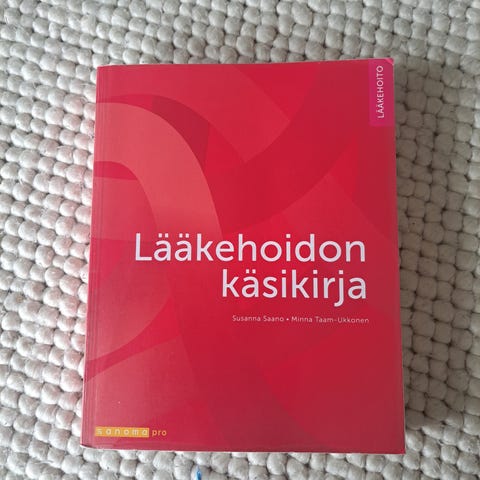 LÄÄKEHOITO
Lääkehoidon
käsikirja
Susanna Saano • Minna Taam-Ukkonen
sanoma pro